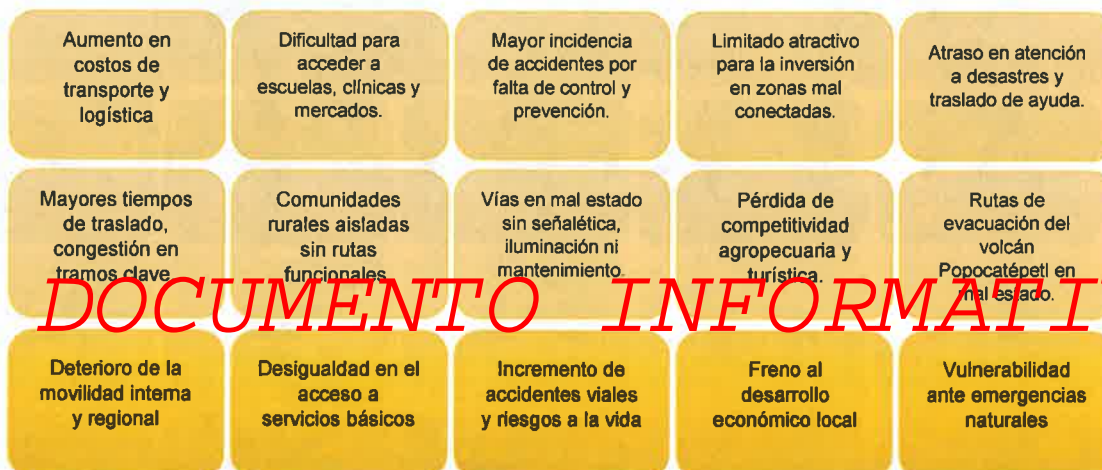 Aumento en
costos de
transporte y
logística
Dificultad para
acceder a
escuelas, clínicas y
mercados.
Mayor incidencia
de accidentes por
falta de control y
prevención.
Limitado atractivo
para la inversión
en zonas mal
conectadas.
Atraso en atención
a desastres y
traslado de ayuda.
Mayores tiempos
de traslado,
congestión en
tramos clave
Comunidades
rurales aisladas
sin rutas
funcionales
Vías en mal estado
sin señalética,
iluminación ni
mantenimiento.
Pérdida de
competitividad
agropecuaria y
turística.
Rutas de
evacuación del
volcán
Popocatépetl en
mal estado.
DOCUMENTO INFORMATI
Deterioro de la
movilidad interna
y regional
Desigualdad en el
acceso a
servicios básicos
Incremento de
accidentes viales
y riesgos a la vida
Freno al
desarrollo
económico local
Vulnerabilidad
ante emergencias
naturales